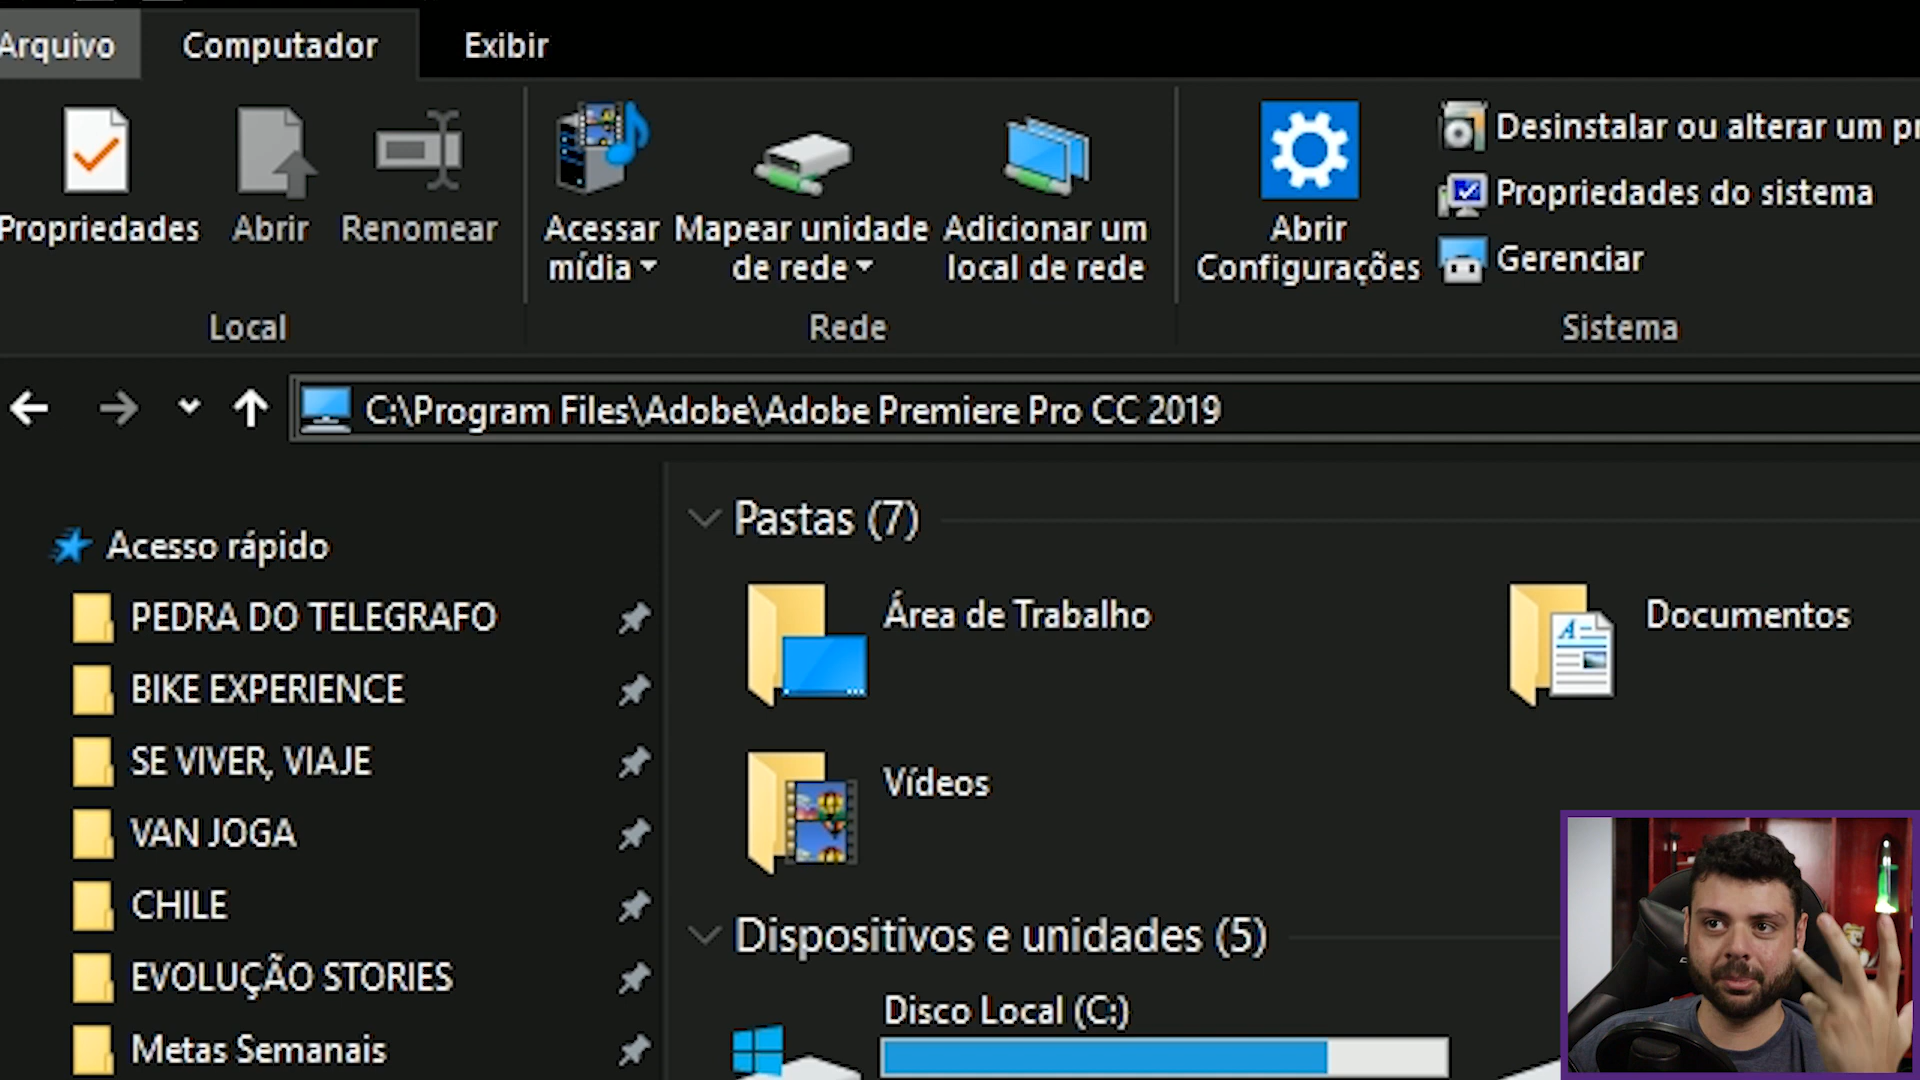 Arquivo
Computador
Exibir
Propriedades
Abrir
Renomear
Acessar
mídia
Mapear unidade
de rede
Adicionar um
local de rede
Abrir
Configurações
Desinstalar ou alterar um pr
Propriedades do sistema
Gerenciar
Local
Rede
Sistema
C:\Program Files\Adobe\Adobe Premiere Pro CC 2019
Acesso rápido
PEDRA DO TELEGRAFO
BIKE EXPERIENCE
SE VIVER, VIAJE
VAN JOGA
CHILE
EVOLUÇÃO STORIES
Metas Semanais
Pastas (7)
Área de Trabalho
Documentos
Vídeos
Dispositivos e unidades (5)
Disco Local (C:)